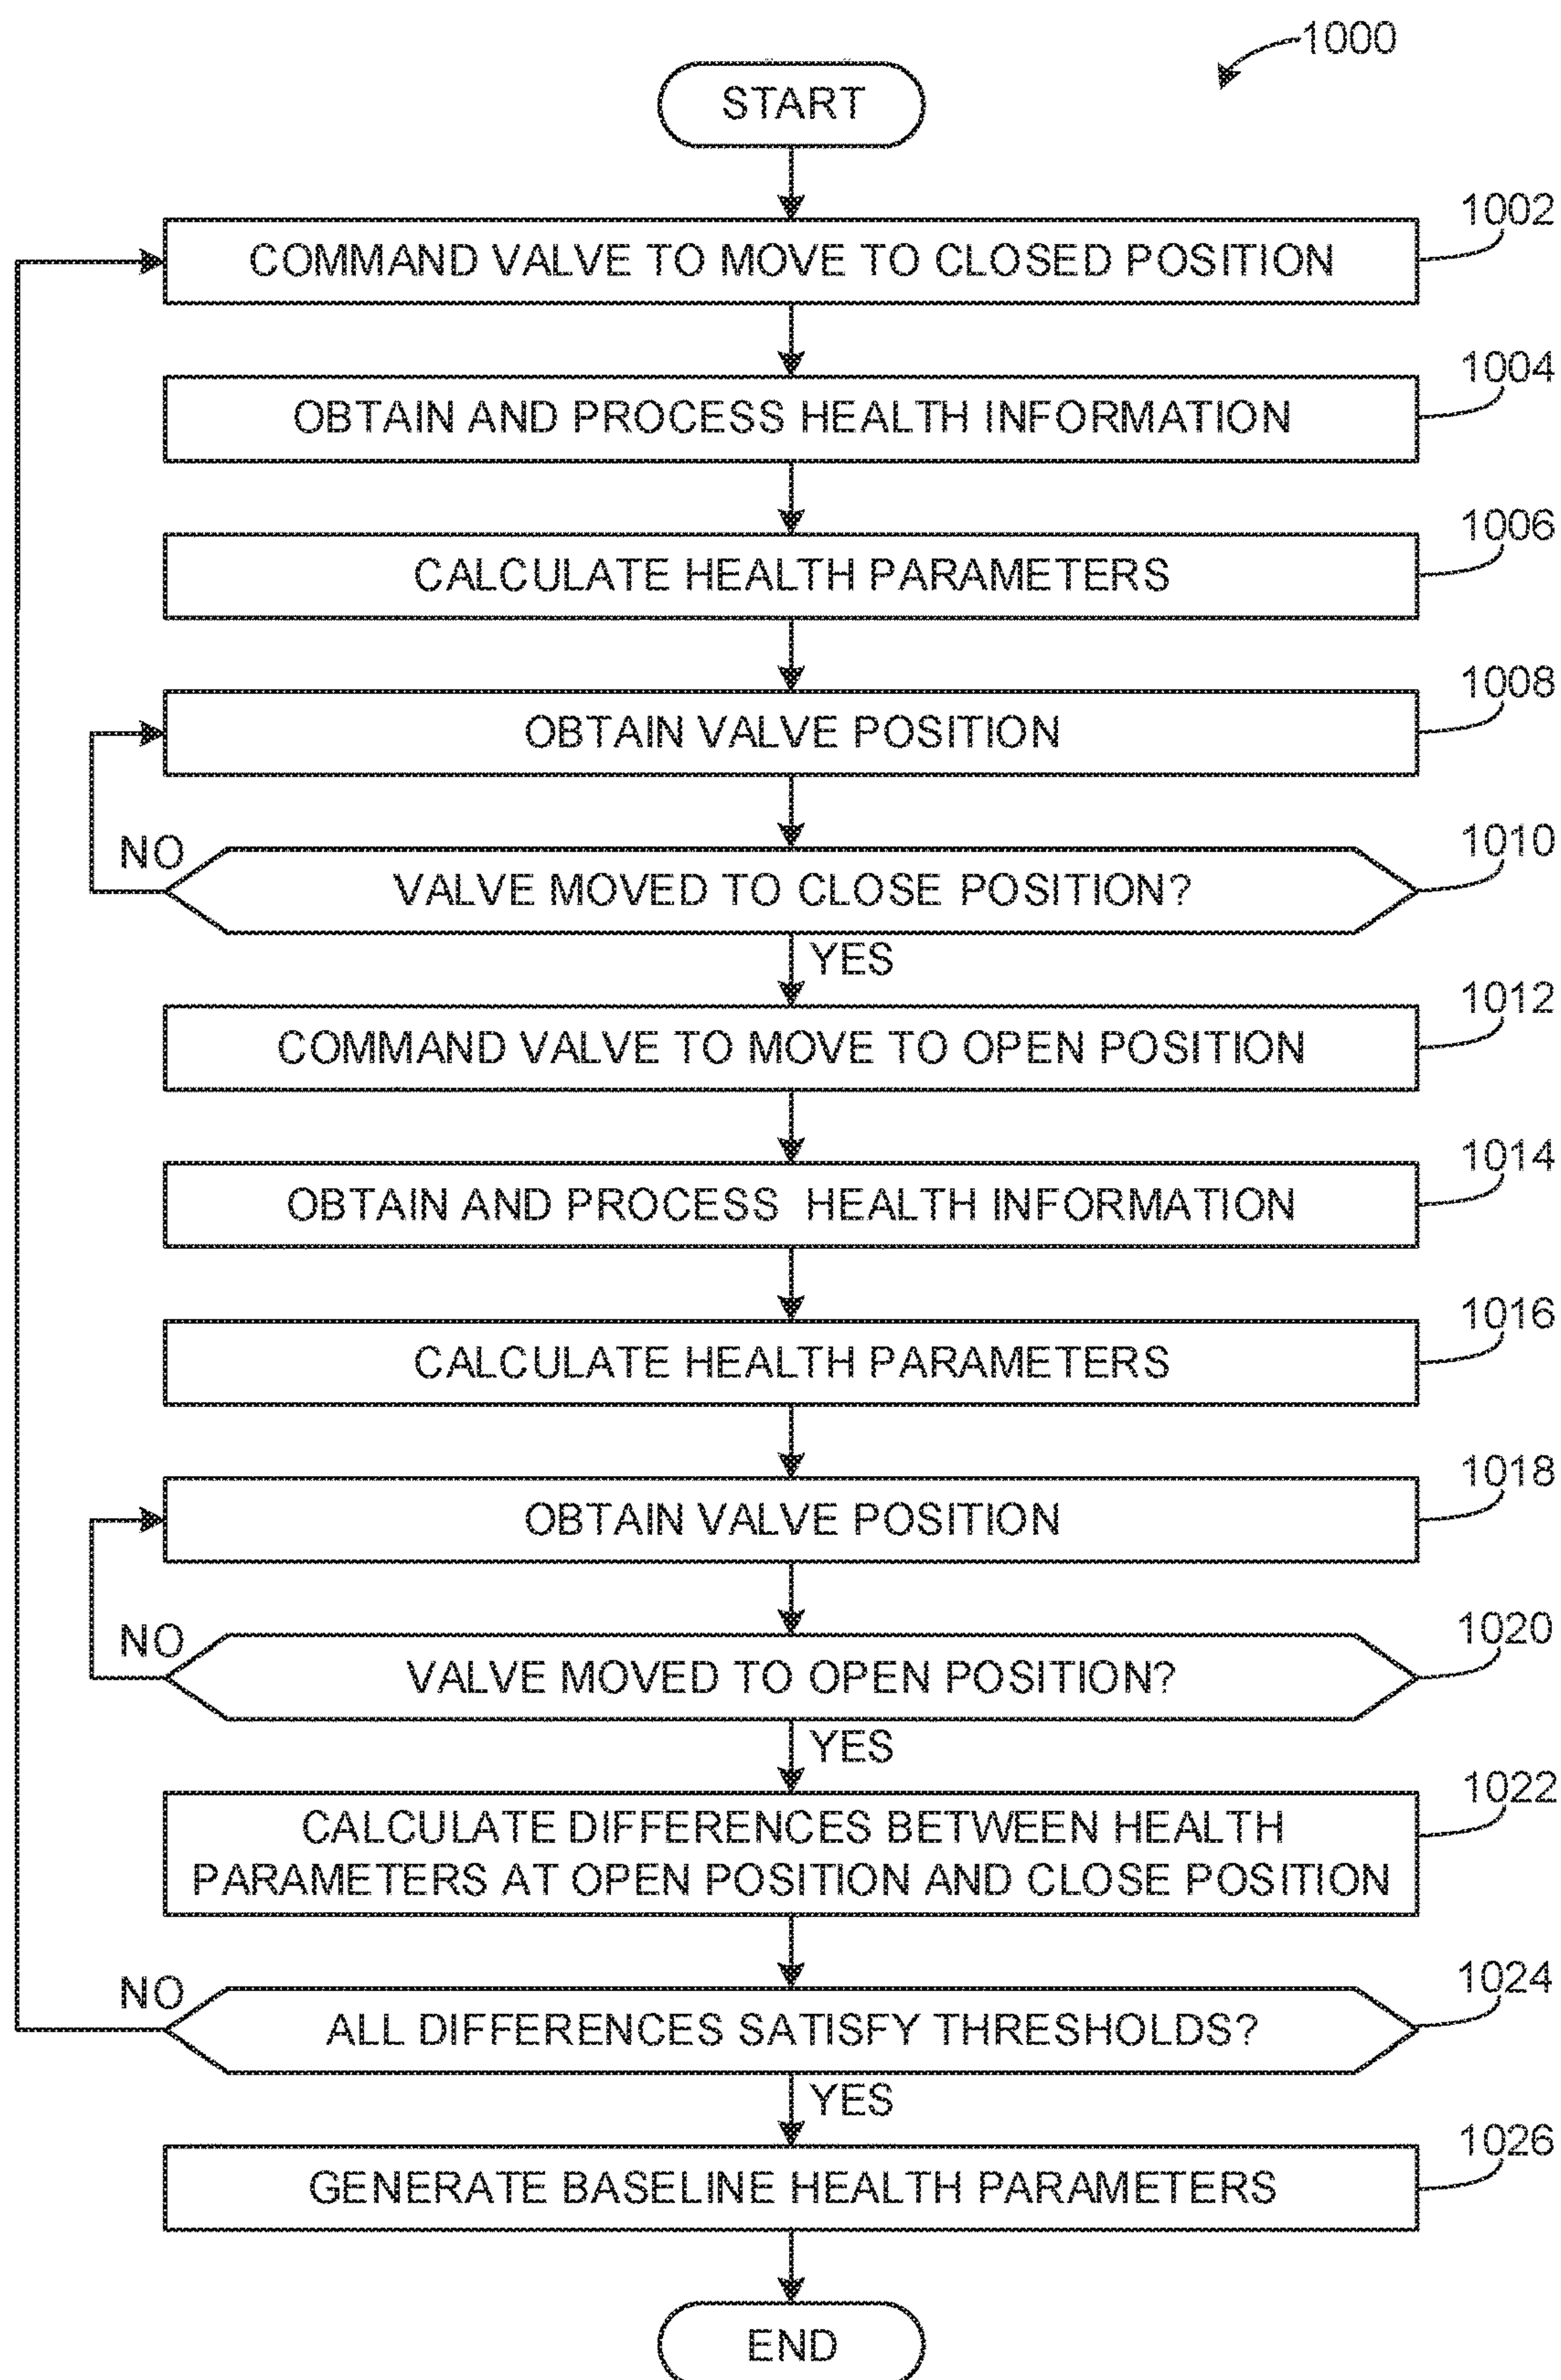 1000
START
1002
COMMAND VALVE TO MOVE TO CLOSED POSITION
1004
OBTAIN AND PROCESS HEALTH INFORMATION
1006
CALCULATE HEALTH PARAMETERS
1008
OBTAIN VALVE POSITION
1010
NO
VALVE MOVED TO CLOSE POSITION?
YES
1012
COMMAND VALVE TO MOVE TO OPEN POSITION
1014
OBTAIN AND PROCESS HEALTH INFORMATION
1016
CALCULATE HEALTH PARAMETERS
1018
OBTAIN VALVE POSITION
1020
NO
VALVE MOVED TO OPEN POSITION?
YES
1022
CALCULATE DIFFERENCES BETWEEN HEALTH
PARAMETERS AT OPEN POSITION AND CLOSE POSITION
1024
NO
ALL DIFFERENCES SATISFY THRESHOLDS?
YES
1026
GENERATE BASELINE HEALTH PARAMETERS
END